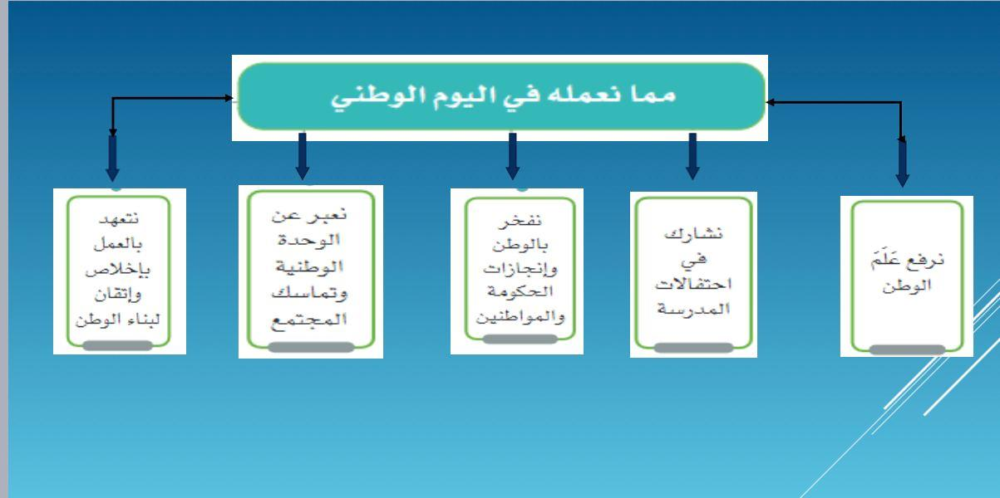 مما نعمله في اليوم الوطني
نرفع عَلَمَ
الوطن
نشارك
في
احتفالات
المدرسة
نفخر
بالوطن
وإنجازات
الحكومة
والمواطنين
نعبر عن
الوحدة
الوطنية
وتماسك
المجتمع
نتعهد
بالعمل
بإخلاص
وإتقان
لبناء الوطن